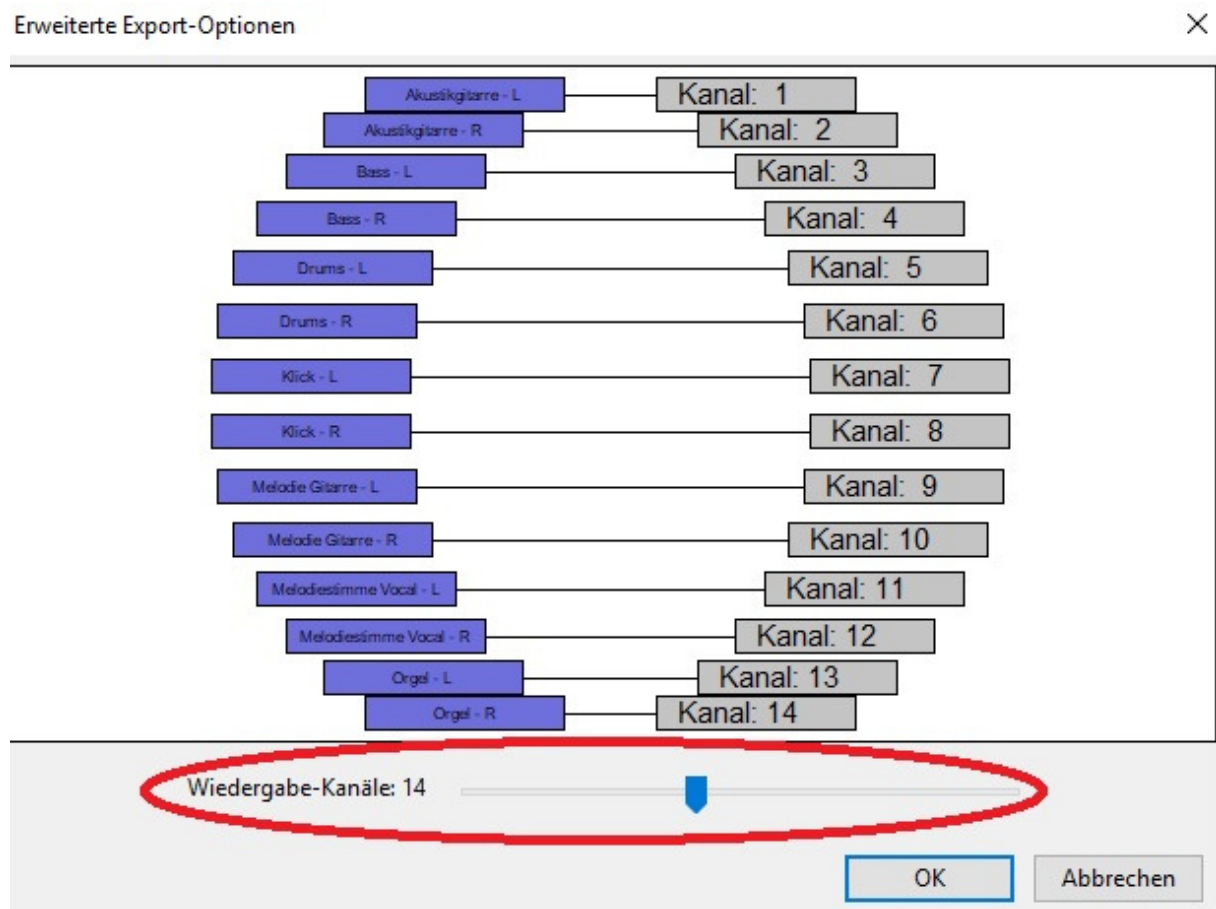 Erweiterte Export-Optionen
Akustikgitarre - L Kanal: 1
Akustikgitarre - R Kanal: 2
Bass - L Kanal: 3
Bass - R Kanal: 4
Drums - L Kanal: 5
Drums - R Kanal: 6
Klick - L Kanal: 7
Klick - R Kanal: 8
Melodie Gitarre - L Kanal: 9
Melodie Gitarre - R Kanal: 10
Melodiestimme Vocal - L Kanal: 11
Melodiestimme Vocal - R Kanal: 12
Orgel - L Kanal: 13
Orgel - R Kanal: 14
Wiedergabe-Kanäle: 14
OK Abbrechen